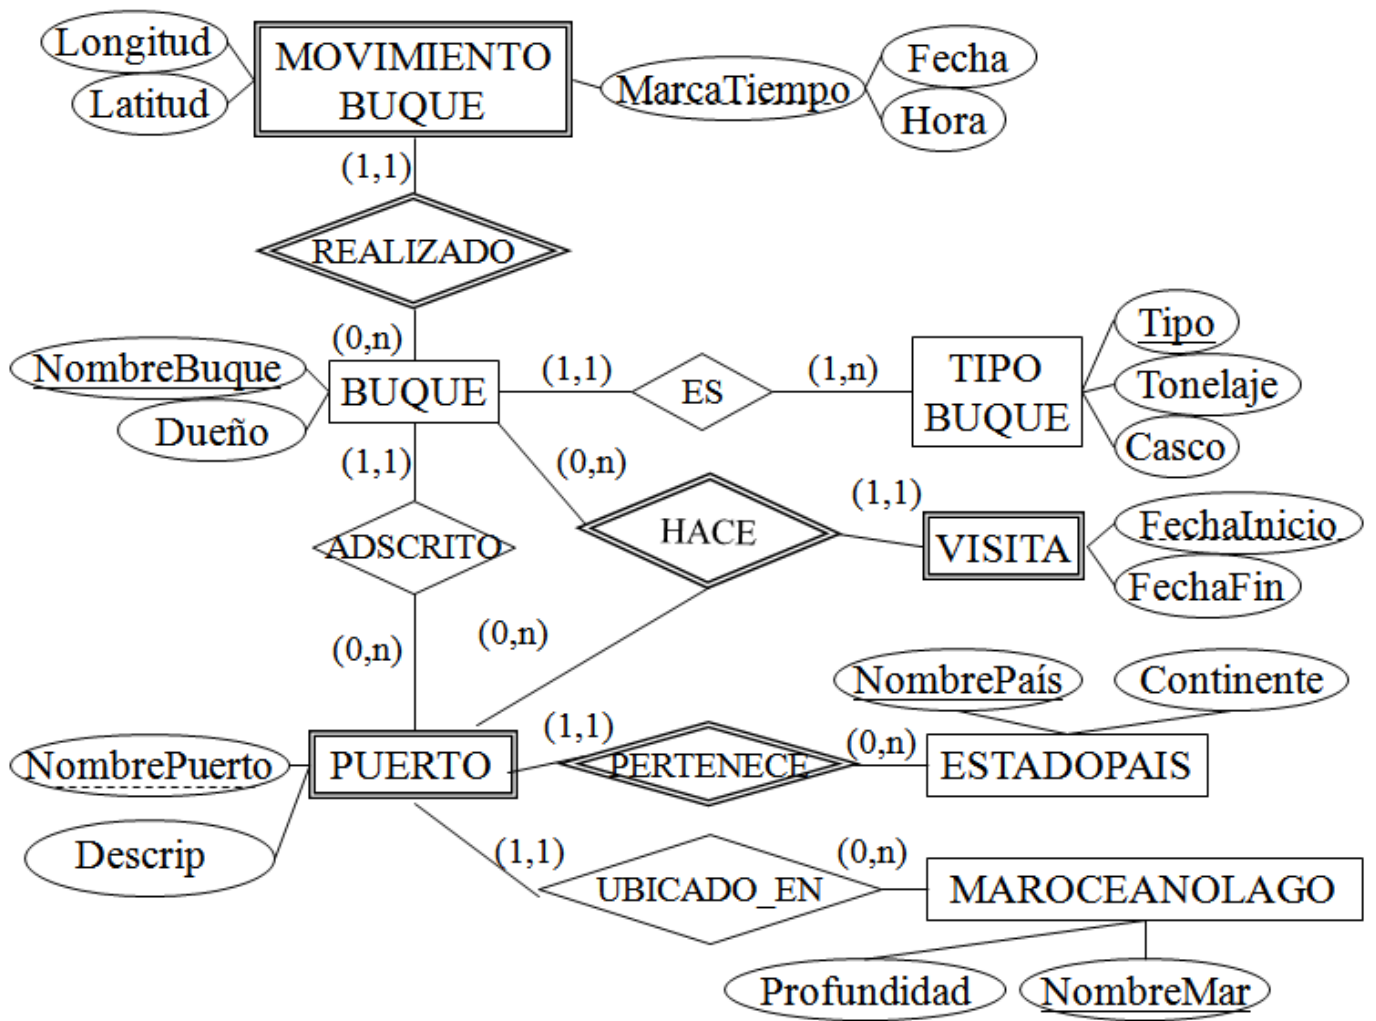 Longitud
Latitud
MOVIMIENTO
BUQUE
MarcaTiempo
Fecha
Hora
(1,1)
REALIZADO
(0,n)
NombreBuque
Dueño
BUQUE
(1,1)
ES
(1,n)
TIPO
BUQUE
Tipo
Tonelaje
Casco
(1,1)
(0,n)
(1,1)
ADSCRITO
HACE
VISITA
FechaInicio
FechaFin
(0,n)
(0,n)
NombrePaís
Continente
NombrePuerto
Descrip
PUERTO
(1,1)
PERTENECE
(0,n)
ESTADOPAIS
(1,1)
UBICADO_EN
(0,n)
MAROCEANOLAGO
Profundidad
NombreMar